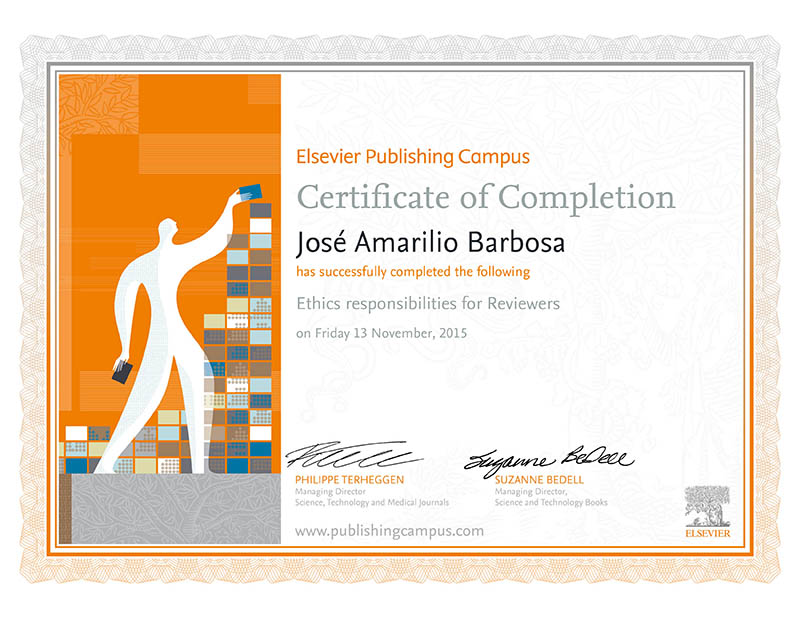 Elsevier Publishing Campus
Certificate of Completion
José Amarilio Barbosa
has successfully completed the following
Ethics responsibilities for Reviewers
on Friday 13 November, 2015
Suzanne BeDell
PHILIPPE TERHEGGEN
Managing Director
Science, Technology and Medical Journals
SUZANNE BEDELL
Managing Director,
Science and Technology Books
www.publishingcampus.com
ELSEVIER